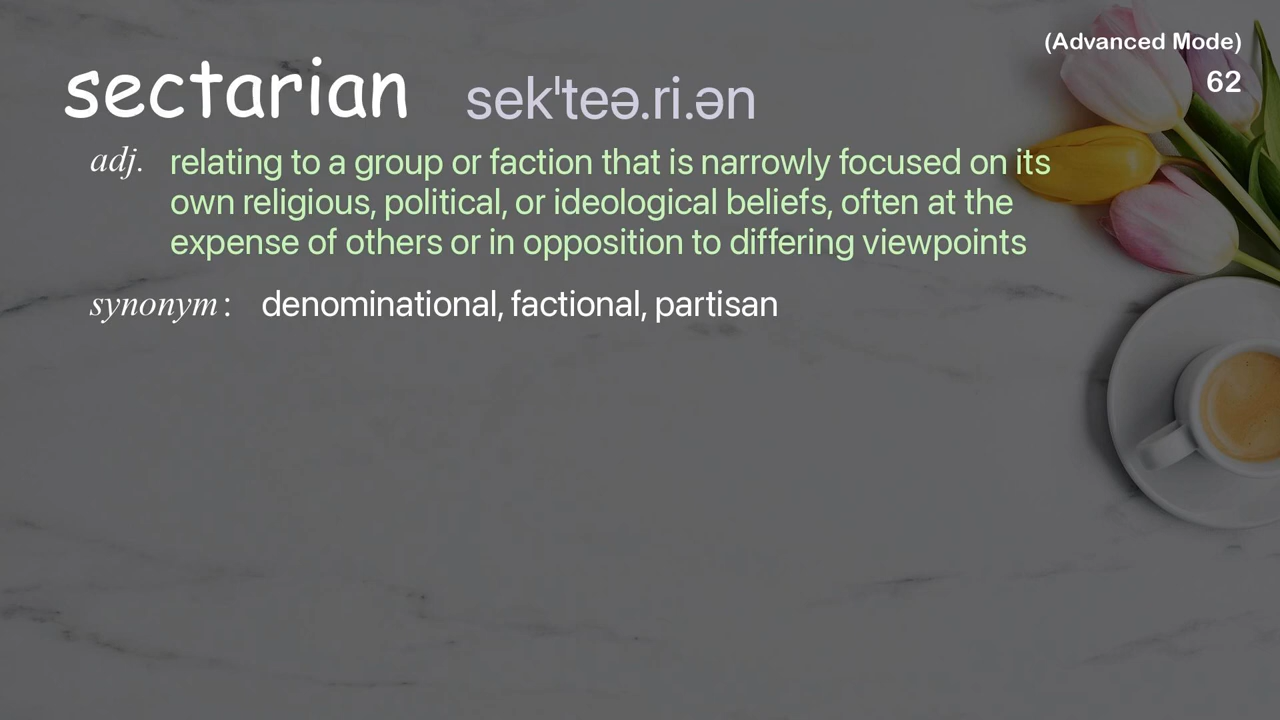 (Advanced Mode)
62
sectarian sekˈteə.ri.ən
adj. relating to a group or faction that is narrowly focused on its
own religious, political, or ideological beliefs, often at the
expense of others or in opposition to differing viewpoints
synonym: denominational, factional, partisan